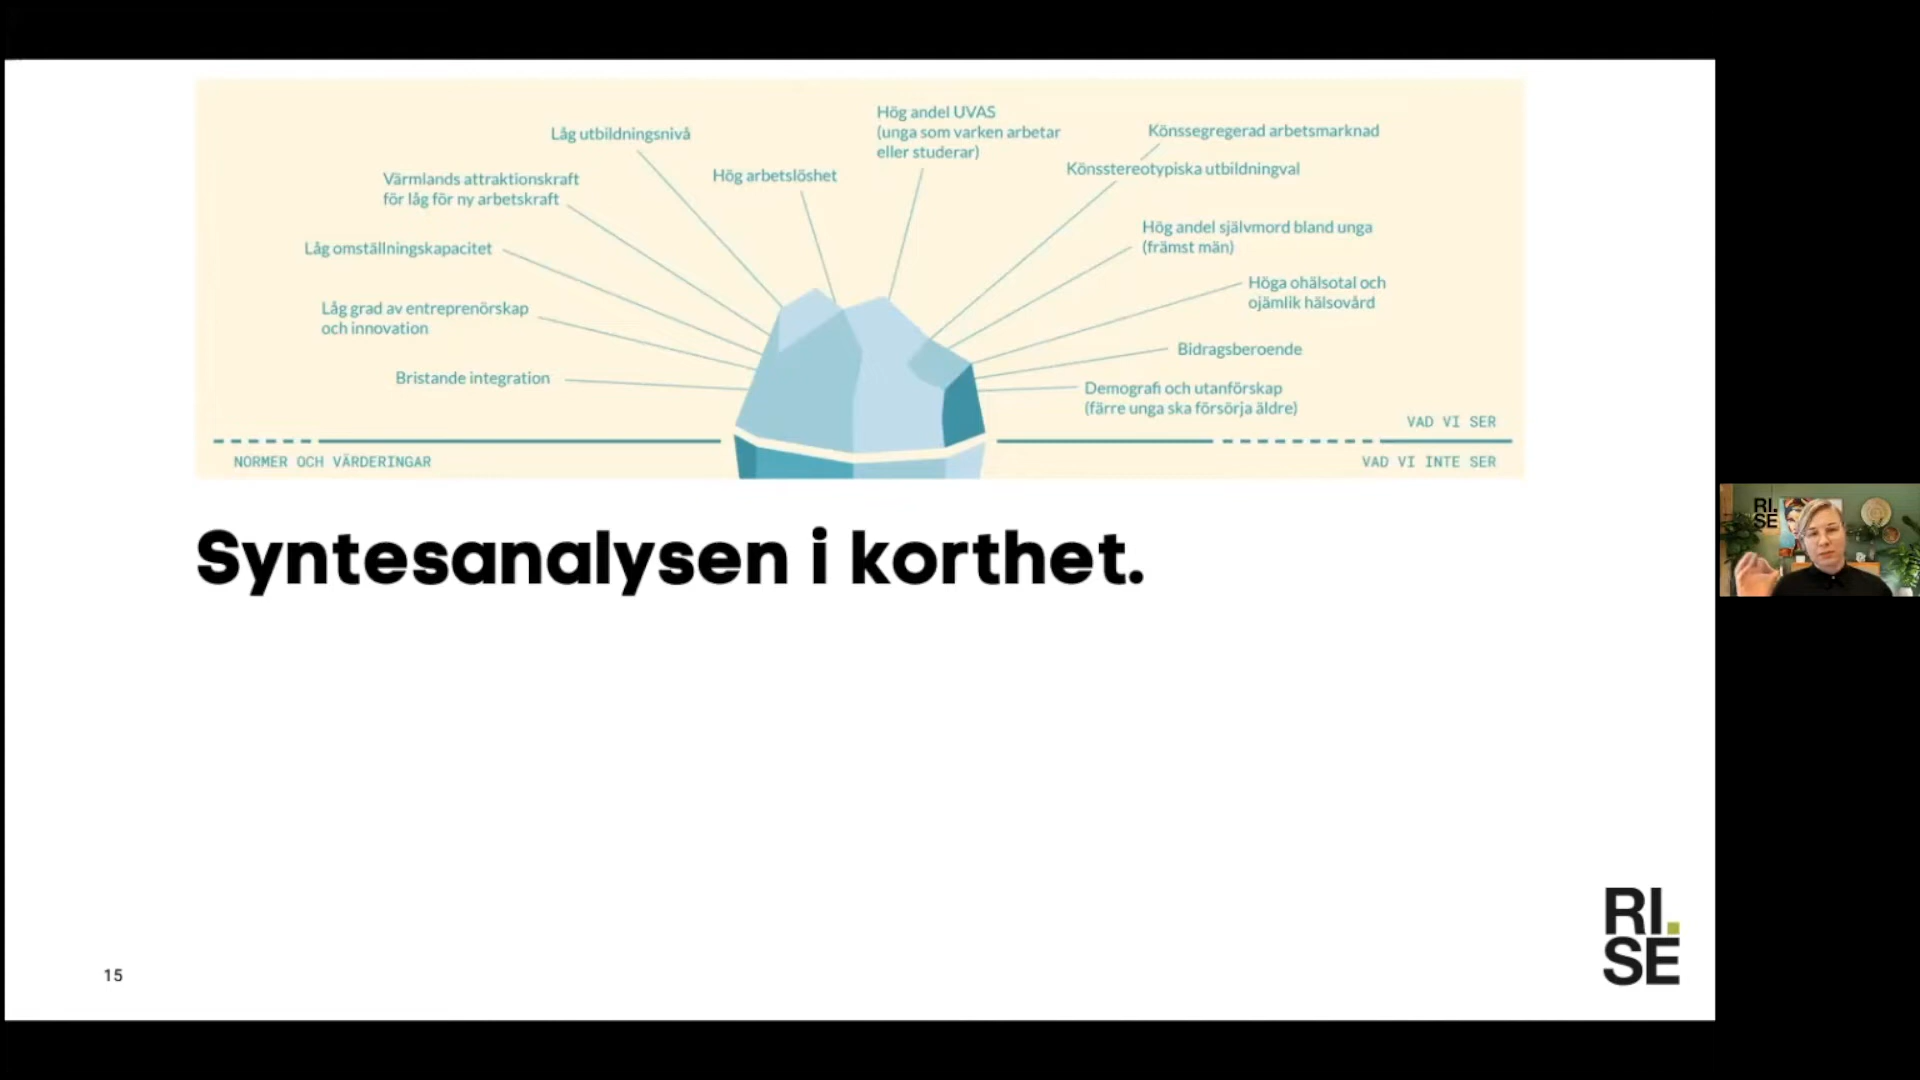 Hög andel UVAS
(unga som varken arbetar
eller studerar)
Låg utbildningsnivå
Könssegregerad arbetsmarknad
Hög arbetslöshet
Könsstereotypiska utbildningval
Värmlands attraktionskraft
för låg för ny arbetskraft
Hög andel självmord bland unga
(främst män)
Låg omställningskapacitet
Höga ohälsotal och
ojämlik hälsovård
Låg grad av entreprenörskap
och innovation
Bidragsberoende
Bristande integration
Demografi och utanförskap
(färre unga ska försörja äldre)
VAD VI SER
NORMER OCH VÄRDERINGAR
VAD VI INTE SER
Syntesanalysen i korthet.
RI.
SE
RI.
SE
15